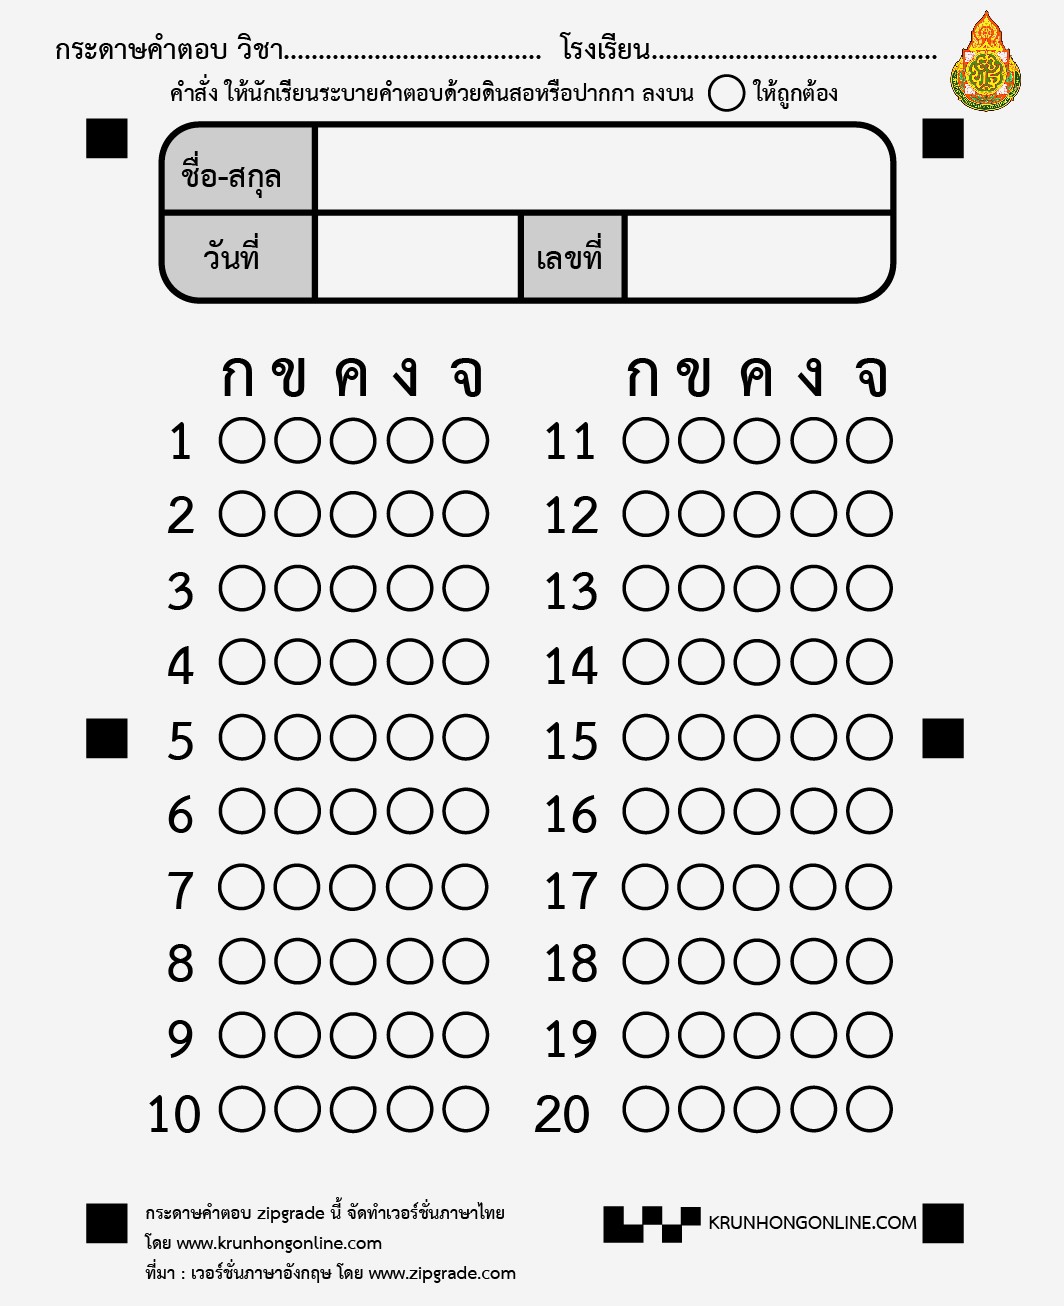 กระดาษคำตอบ วิชา............................... โรงเรียน...................................
คำสั่ง ให้นักเรียนระบายคำตอบด้วยดินสอหรือปากกา ลงบน ให้ถูกต้อง
ชื่อ-สกุล
วันที่ เลขที่
ก ข ค ง จ ก ข ค ง จ
1 11
2 12
3 13
4 14
5 15
6 16
7 17
8 18
9 19
10 20
กระดาษคำตอบ zipgrade นี้ จัดทำเวอร์ชั่นภาษาไทย
โดย www.krunhongonline.com
ที่มา : เวอร์ชั่นภาษาอังกฤษ โดย www.zipgrade.com
KRUNHONGONLINE.COM